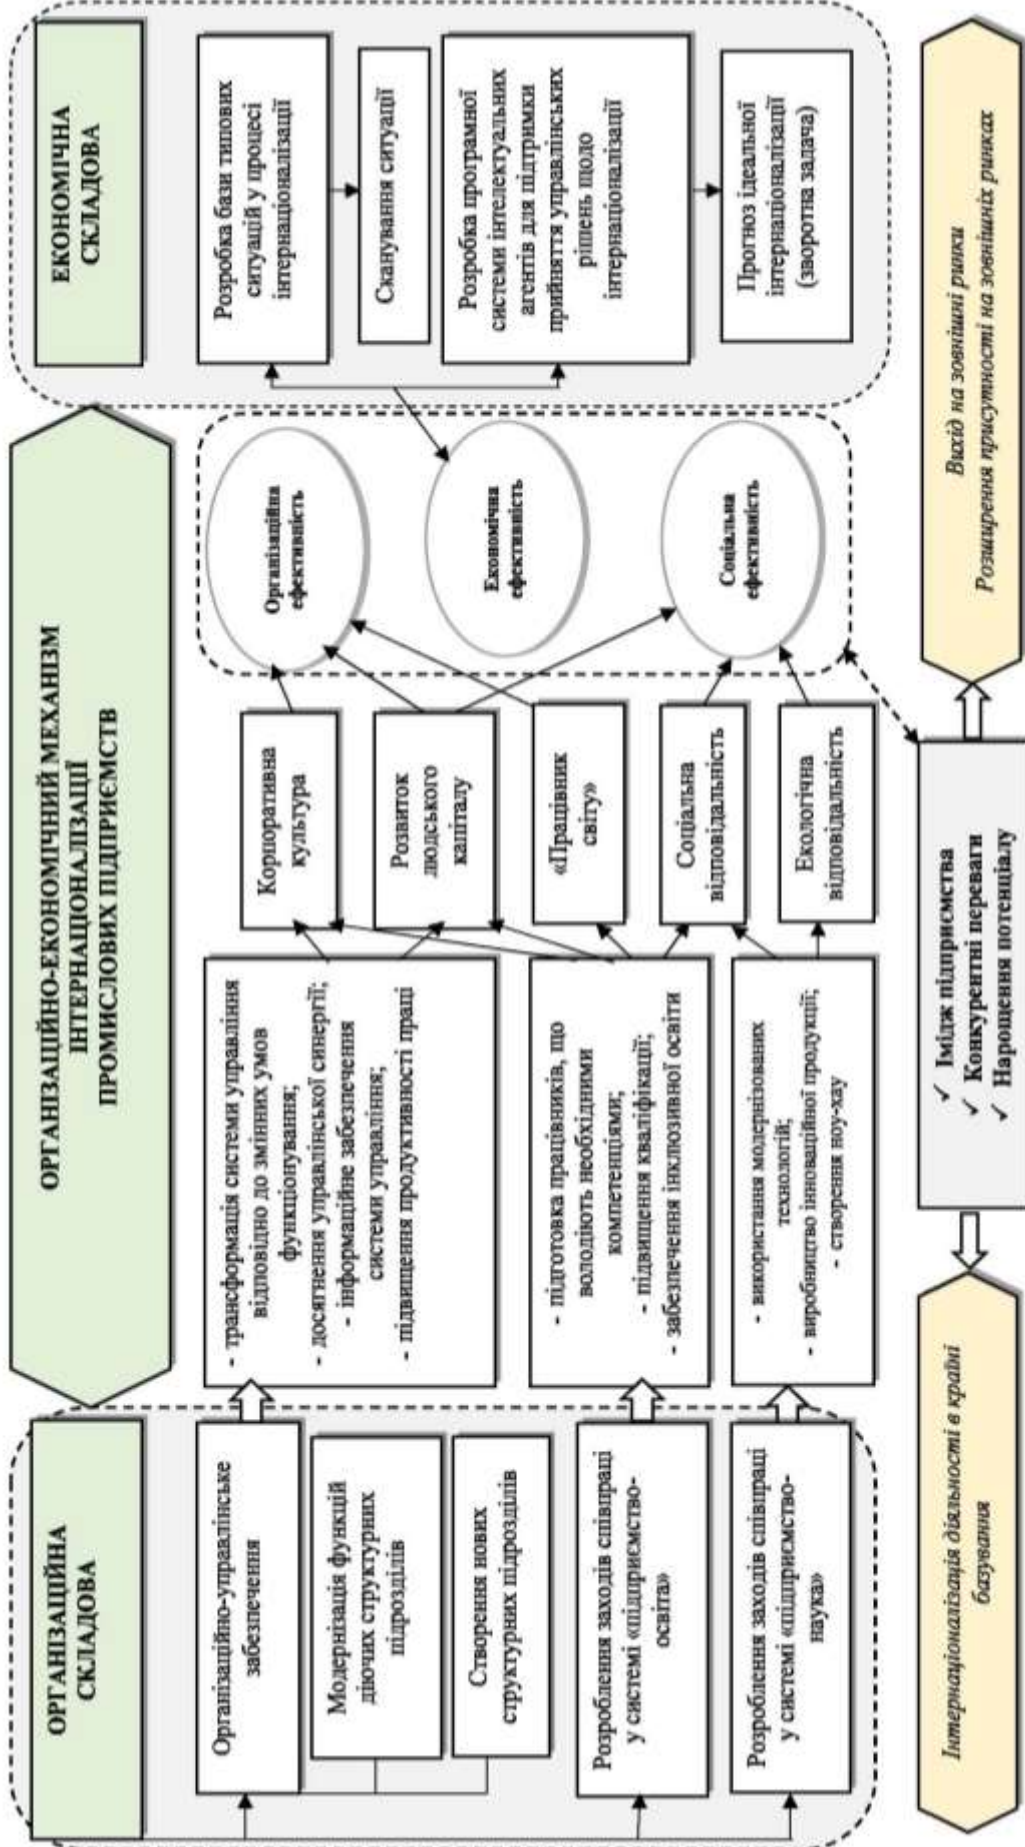 ОРГАНІЗАЦІЙНА
СКЛАДОВА
ОРГАНІЗАЦІЙНО-ЕКОНОМІЧНИЙ МЕХАНІЗМ
ІНТЕРНАЦІОНАЛІЗАЦІЇ
ПРОМИСЛОВИХ ПІДПРИЄМСТВ
ЕКОНОМІЧНА
СКЛАДОВА
Організаційно-управлінське
забезпечення
Модернізація функцій
діючих структурних
підрозділів
Створення нових
структурних підрозділів
Розроблення заходів співпраці
у системі «підприємство-
освіта»
Розроблення заходів співпраці
у системі «підприємство-
наука»
- трансформація системи управління
відповідно до змінних умов
функціонування;
- досягнення управлінської синергії;
- інформаційне забезпечення
системи управління;
- підвищення продуктивності праці
- підготовка працівників, що
володіють необхідними
компетенціями;
- підвищення кваліфікації;
- забезпечення інклюзивної освіти
- використання модернізованих
технологій;
- виробництво інноваційної продукції;
- створення ноу-хау
Корпоративна
культура
Розвиток
людського
капіталу
«Працівник
світу»
Соціальна
відповідальність
Екологічна
відповідальність
Організаційна
ефективність
Економічна
ефективність
Соціальна
ефективність
Розробка бази типових
ситуацій у процесі
інтернаціоналізації
Сканування ситуації
Розробка програмної
системи інтелектуальних
агентів для підтримки
прийняття управлінських
рішень щодо
інтернаціоналізації
Прогноз ідеальної
інтернаціоналізації
(зворотна задача)
Інтернаціоналізація діяльності в країні
базування
✓ Імідж підприємства
✓ Конкурентні переваги
✓ Нарощення потенціалу
Вихід на зовнішні ринки
Розширення присутності на зовнішніх ринках